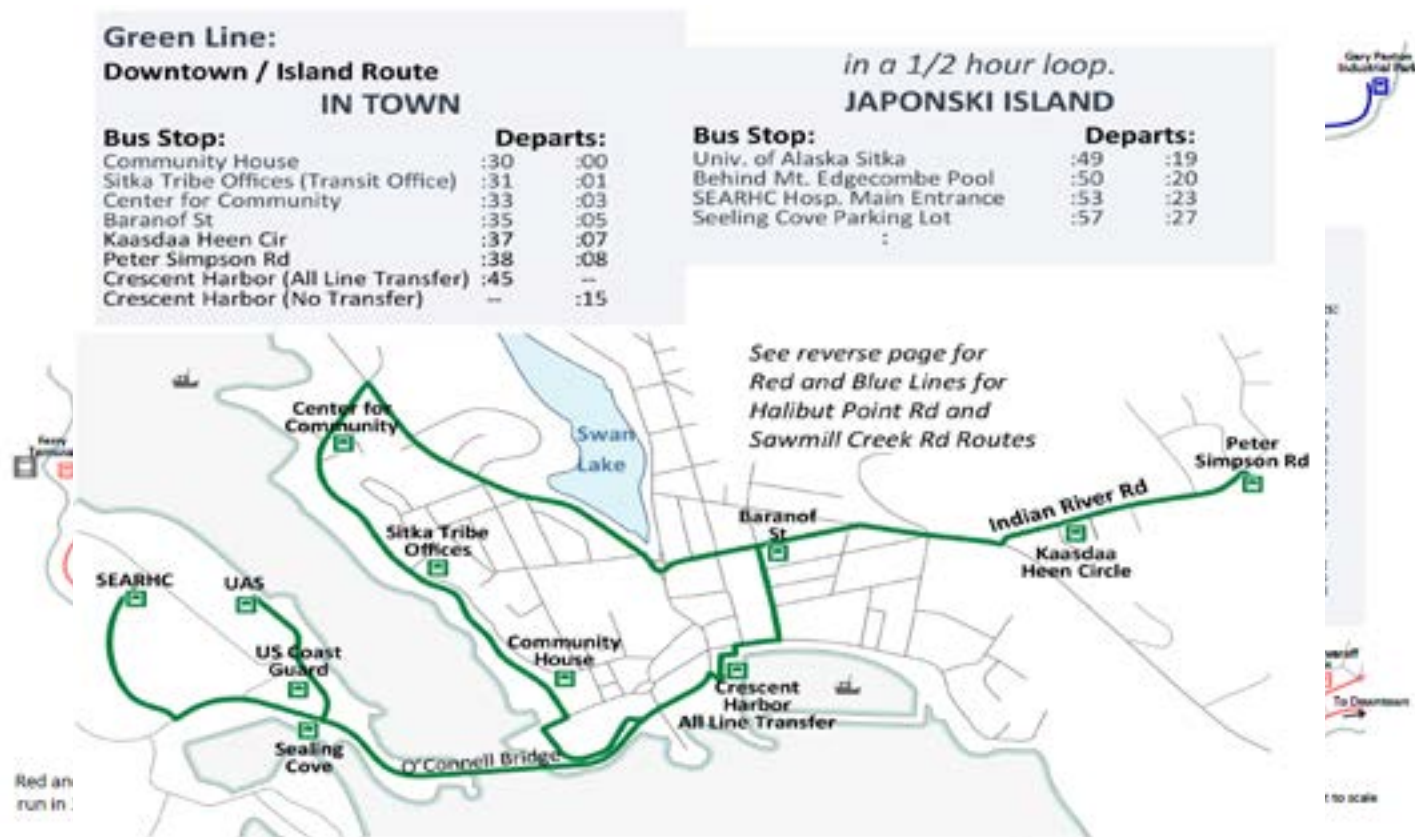 Green Line:
Downtown / Island Route
IN TOWN
Bus Stop: Departs:
Community House :30 :00
Sitka Tribe Offices (Transit Office) :31 :01
Center for Community :33 :03
Baranof St :35 :05
Kaasdaa Heen Cir :37 :07
Peter Simpson Rd :38 :08
Crescent Harbor (All Line Transfer) :45 --
Crescent Harbor (No Transfer) -- :15
in a 1/2 hour loop.
JAPONSKI ISLAND
Bus Stop: Departs:
Univ. of Alaska Sitka :49 :19
Behind Mt. Edgecombe Pool :50 :20
SEARHC Hosp. Main Entrance :53 :23
Seeling Cove Parking Lot :57 :27
:
Gary Paxton
Industrial Park
See reverse page for
Red and Blue Lines for
Halibut Point Rd and
Sawmill Creek Rd Routes
Center for
Community
Swan
Lake
Peter
Simpson Rd
Ferry
Indian River Rd
Baranof
St
Kaasdaa
Heen Circle
Sitka Tribe
Offices
SEARHC
UAS
US Coast
Guard
Community
House
Crescent
Harbor
All Line Transfer
To Downtown
Sealing
Cove
O'Connell Bridge
Red an
run in
to scale